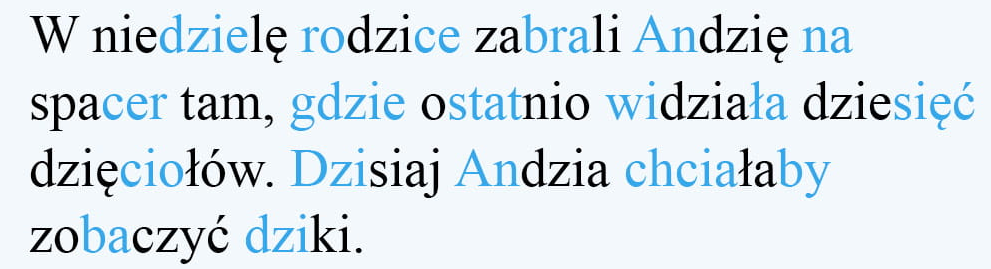 W niedzielę rodzice zabrali Andzię na
spacer tam, gdzie ostatnio widziała dziesięć
dzięciołów. Dzisiaj Andzia chciałaby
zobaczyć dziki.